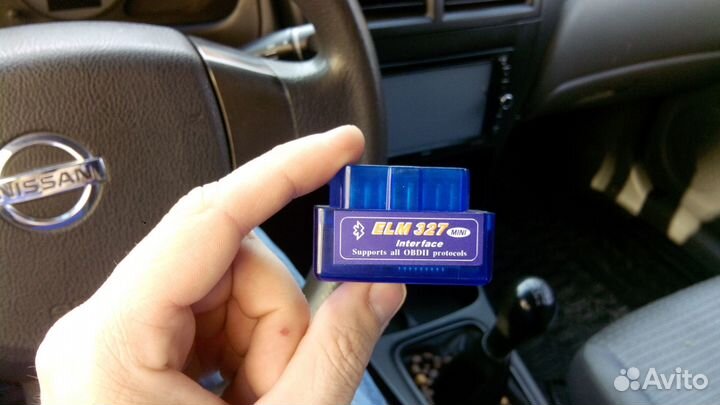 NISSAN
ELM 327 MINI
Interface
Supports all OBDII protocols
Avito